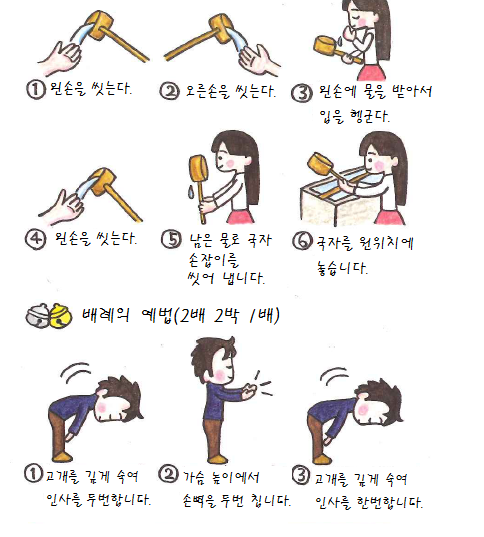 ① 왼손을 씻는다.
② 오른손을 씻는다.
③ 왼손에 물을 받아서
입을 헹군다.
④ 왼손을 씻는다.
⑤ 남은 물로 국자
손잡이를
씻어 냅니다.
⑥ 국자를 원위치에
놓습니다.
배례의 예법(2배 2박 1배)
① 고개를 깊게 숙여
인사를 두번합니다.
② 가슴 높이에서
손뼉을 두번 칩니다.
③ 고개를 깊게 숙여
인사를 한번합니다.